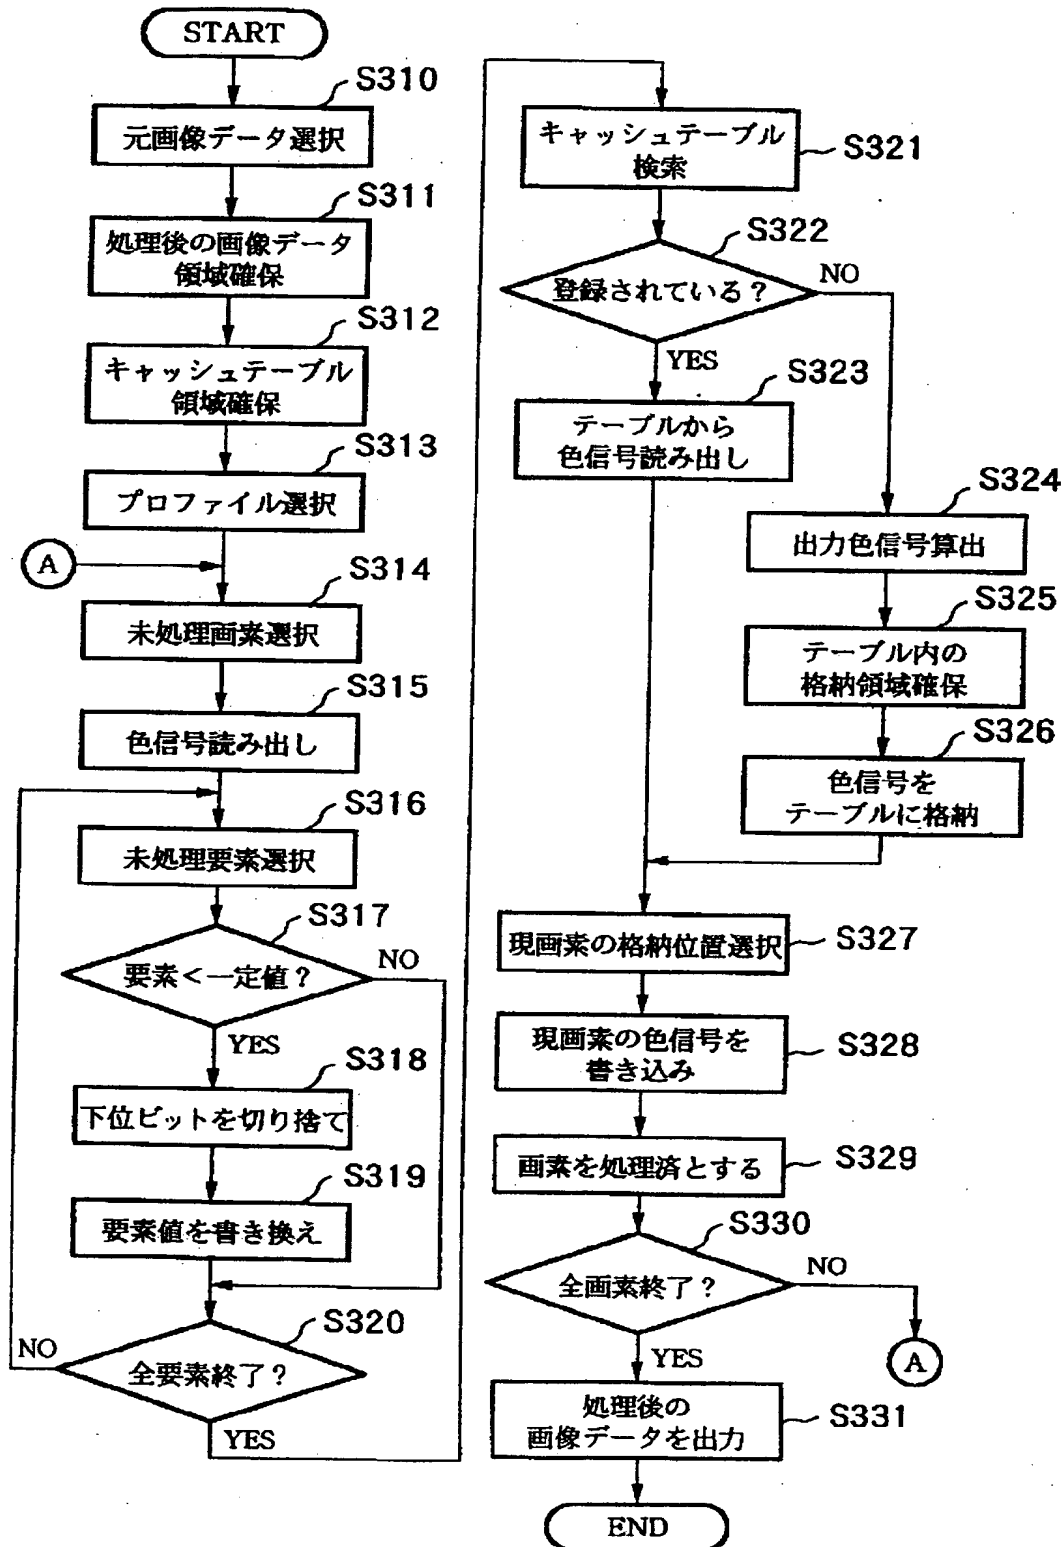 START
S310
元画像データ選択
S311
処理後の画像データ
領域確保
S312
キャッシュテーブル
領域確保
S313
プロファイル選択
A
S314
未処理画素選択
S315
色信号読み出し
S316
未処理要素選択
S317
要素<一定値?
NO
YES
S318
下位ビットを切り捨て
S319
要素値を書き換え
S320
NO
全要素終了?
YES
キャッシュテーブル
検索
S321
S322
登録されている?
NO
YES
S323
テーブルから
色信号読み出し
S324
出力色信号算出
S325
テーブル内の
格納領域確保
S326
色信号を
テーブルに格納
現画素の格納位置選択
S327
現画素の色信号を
書き込み
S328
画素を処理済とする
S329
S330
全画素終了?
NO
A
YES
処理後の
画像データを出力
S331
END